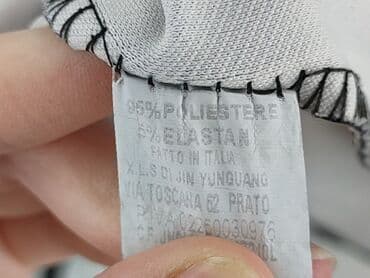 95% POLIESTERE
5% ELASTAN
FATTO IN ITALIA
X.L.S DI JIN YUNGUANG
VIA TOSCANA 62 PRATO
P.IVA 02260030976